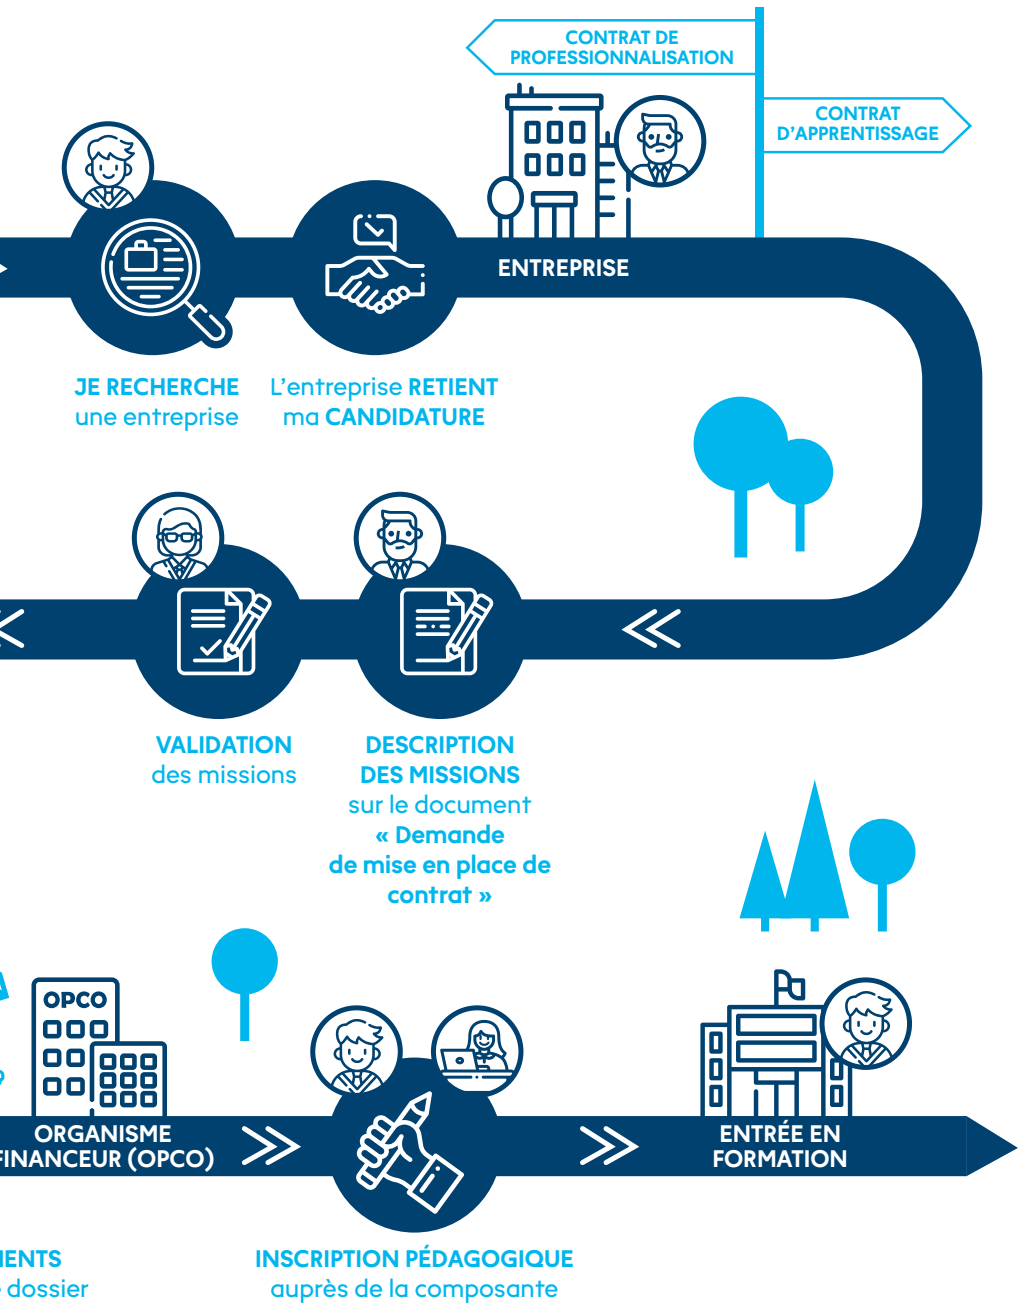 CONTRAT DE
PROFESSIONNALISATION
CONTRAT
D'APPRENTISSAGE
ENTREPRISE
JE RECHERCHE
une entreprise
L'entreprise RETIENT
ma CANDIDATURE
VALIDATION
des missions
DESCRIPTION
DES MISSIONS
sur le document
« Demande
de mise en place de
contrat »
OPCO
ORGANISME
FINANCEUR (OPCO)
ENTRÉE EN
FORMATION
dossier
INSCRIPTION PÉDAGOGIQUE
auprès de la composante